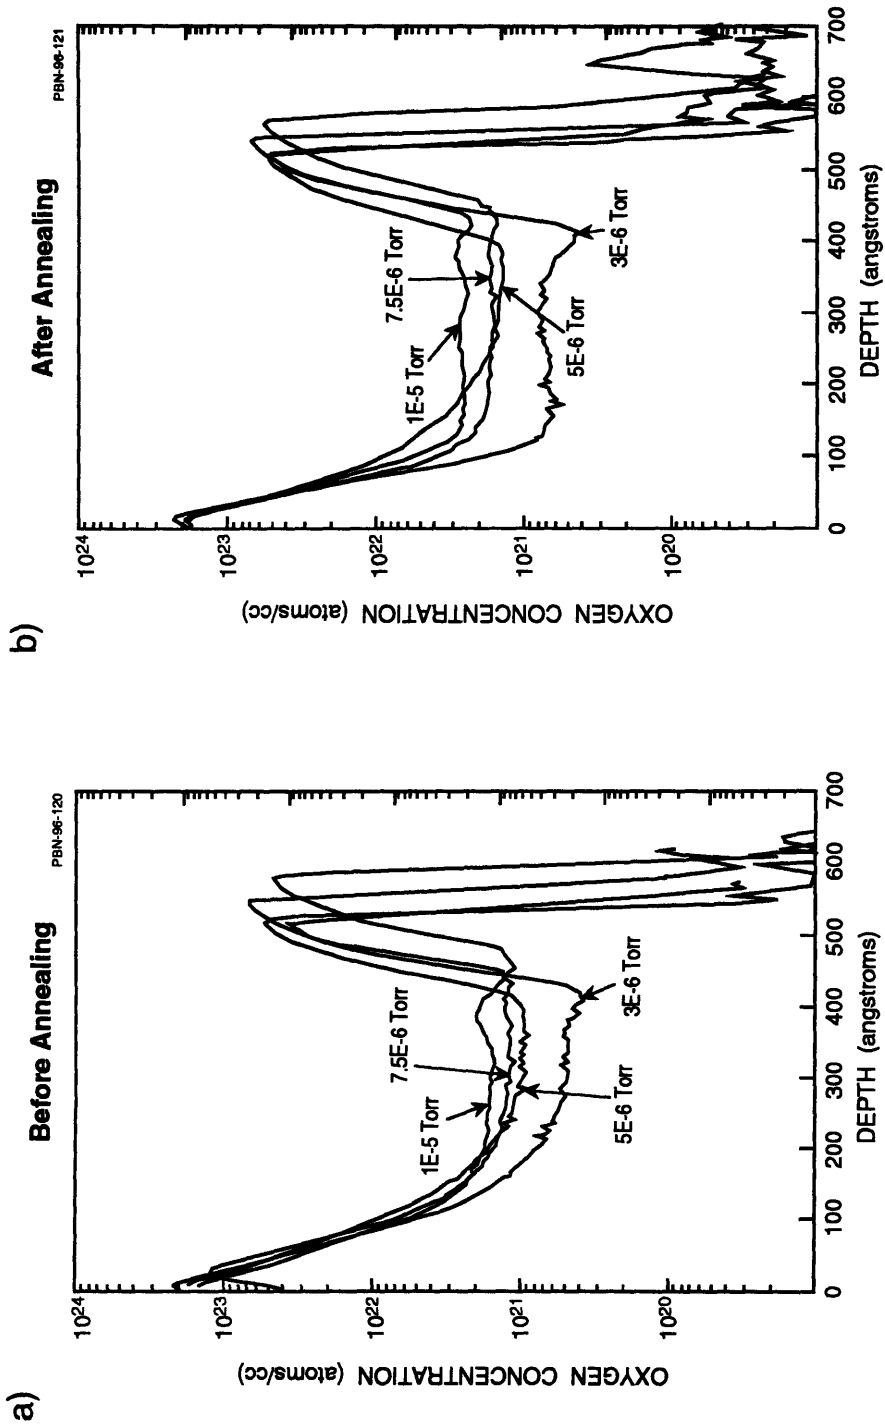 a)
Before Annealing
PBN-96-120
OXYGEN CONCENTRATION (atoms/cc)
10²⁴
10²³
10²²
10²¹
10²⁰
1E-5 Torr
7.5E-6 Torr
5E-6 Torr
3E-6 Torr
0
100
200
300
400
500
600
700
DEPTH (angstroms)
b)
After Annealing
PBN-96-121
OXYGEN CONCENTRATION (atoms/cc)
10²⁴
10²³
10²²
10²¹
10²⁰
1E-5 Torr
7.5E-6 Torr
5E-6 Torr
3E-6 Torr
0
100
200
300
400
500
600
700
DEPTH (angstroms)